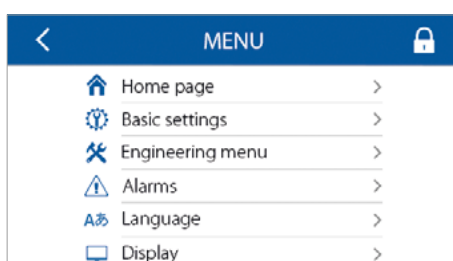 MENU
Home page
Basic settings
Engineering menu
Alarms
Aあ Language
Display